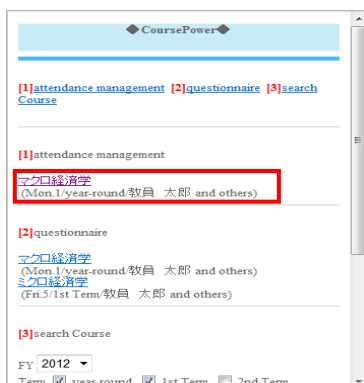 ◆CoursePower◆
[1]attendance management [2]questionnaire [3]search
Course
[1]attendance management
マクロ経済学
(Mon.1/year-round/教員 太郎 and others)
[2]questionnaire
マクロ経済学
(Mon.1/year-round/教員 太郎 and others)
ミクロ経済学
(Fri.5/1st Term/教員 太郎 and others)
[3]search Course
FY 2012
Term year-round 1st Term 2nd Term